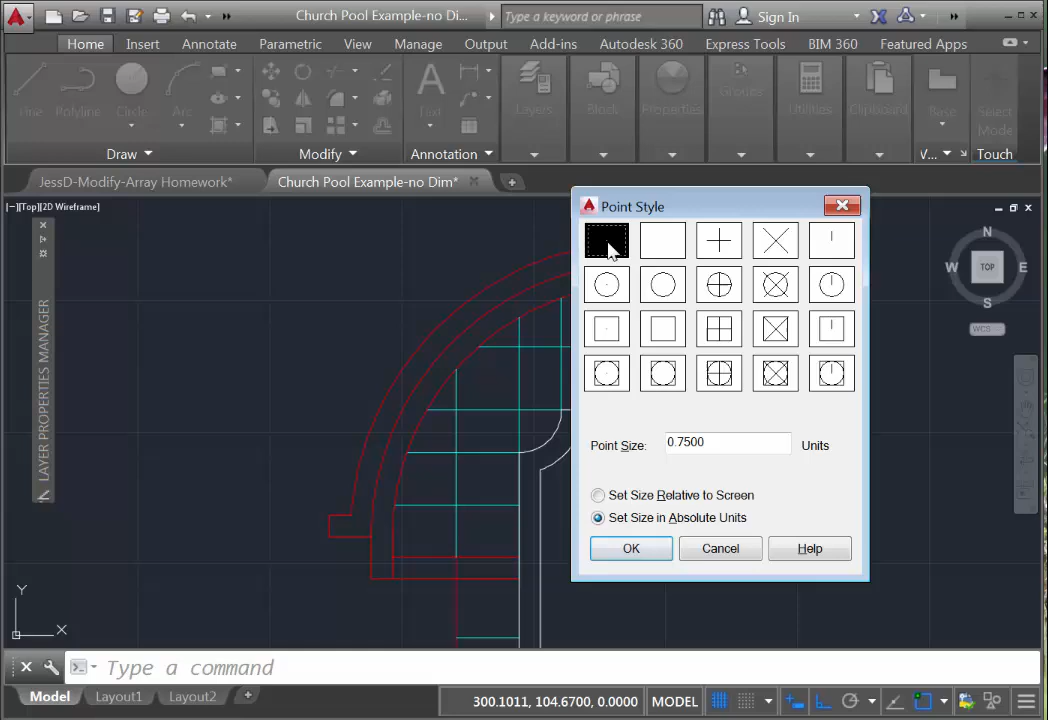 Church Pool Example-no Di... Type a keyword or phrase Sign In
Home Insert Annotate Parametric View Manage Output Add-ins Autodesk 360 Express Tools BIM 360 Featured Apps
Line Polyline Circle Arc Text Layers Block Properties Groups Utilities Clipboard Base Select
Mode
Draw Modify Annotation V... Touch
JessD-Modify-Array Homework* Church Pool Example-no Dim*
[−][Top][2D Wireframe]
Point Style
N
W TOP E
S
WCS
LAYER PROPERTIES MANAGER
Point Size: 0.7500 Units
Set Size Relative to Screen
Set Size in Absolute Units
OK Cancel Help
Y
X
Type a command
Model Layout1 Layout2 300.1011, 104.6700, 0.0000 MODEL